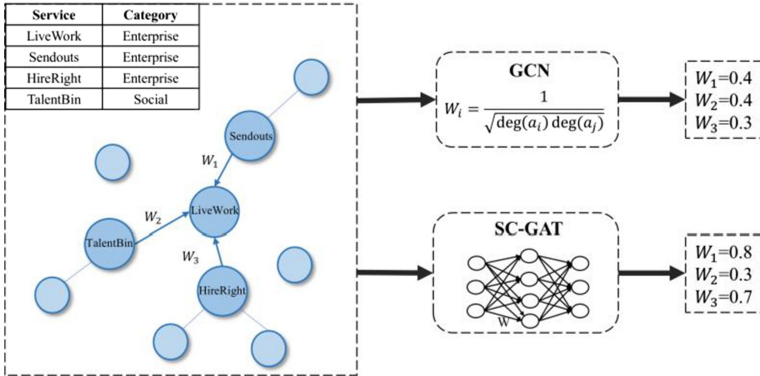 Service Category
LiveWork Enterprise
Sendouts Enterprise
HireRight Enterprise
TalentBin Social
Sendouts
W₁
LiveWork
W₂
TalentBin
W₃
HireRight
GCN
Wᵢ = 1 / √deg(aᵢ) deg(aⱼ)
W₁=0.4
W₂=0.4
W₃=0.3
SC-GAT
W
W₁=0.8
W₂=0.3
W₃=0.7